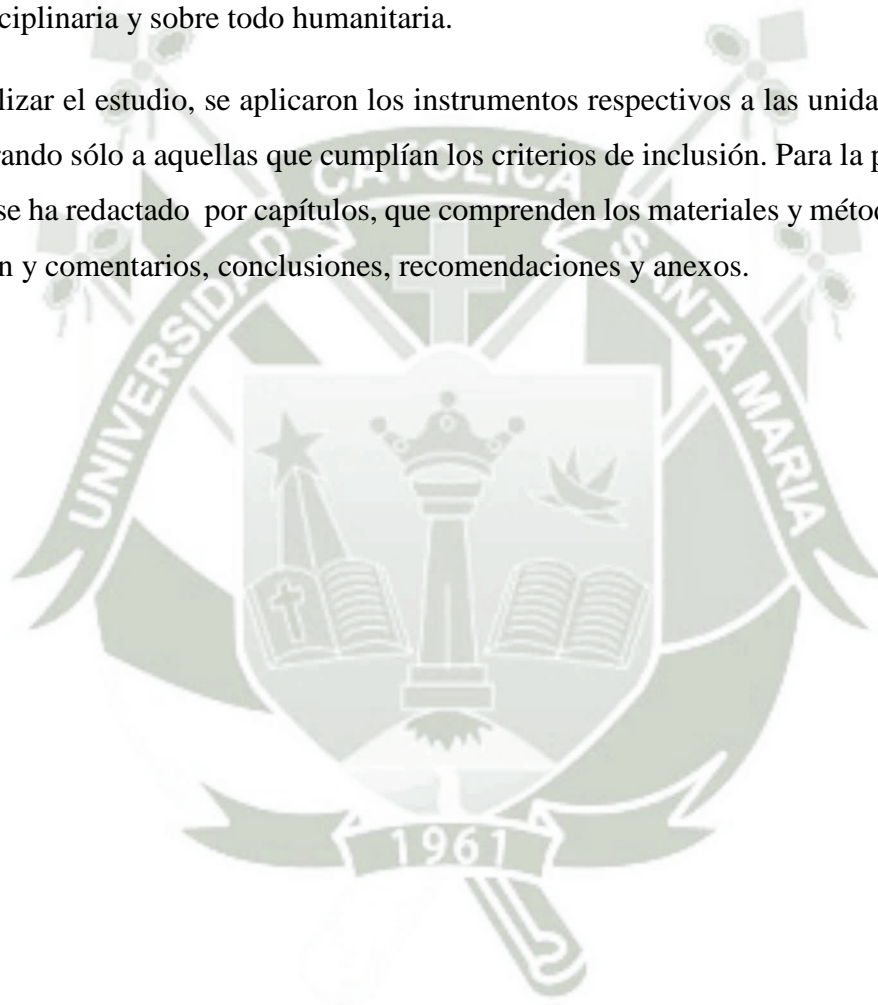 ciplinaria y sobre todo humanitaria.
lizar el estudio, se aplicaron los instrumentos respectivos a las unida
rando sólo a aquellas que cumplían los criterios de inclusión. Para la p
se ha redactado por capítulos, que comprenden los materiales y métod
n y comentarios, conclusiones, recomendaciones y anexos.
UNIVERSIDAD CATOLICA SANTA MARIA
1961